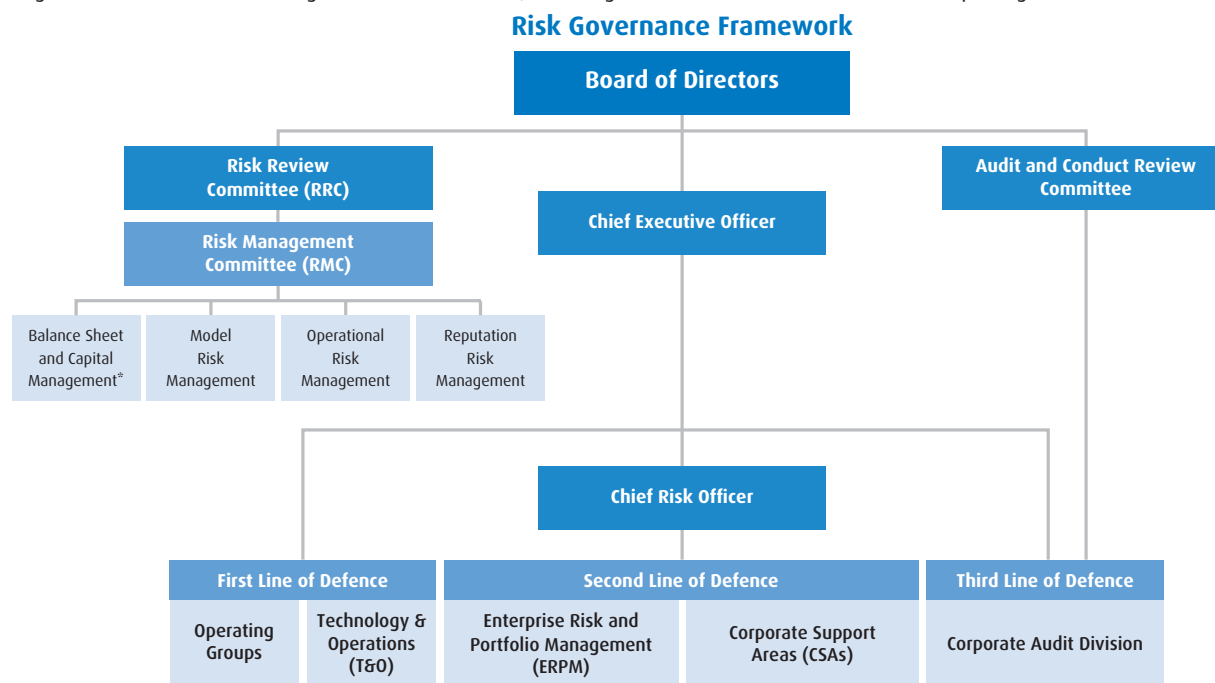 Risk Governance Framework
Board of Directors
Risk Review
Committee (RRC)
Audit and Conduct Review
Committee
Chief Executive Officer
Risk Management
Committee (RMC)
Balance Sheet
and Capital
Management*
Model
Risk
Management
Operational
Risk
Management
Reputation
Risk
Management
Chief Risk Officer
First Line of Defence
Operating
Groups
Technology &
Operations
(T&O)
Second Line of Defence
Enterprise Risk and
Portfolio Management
(ERPM)
Corporate Support
Areas (CSAs)
Third Line of Defence
Corporate Audit Division